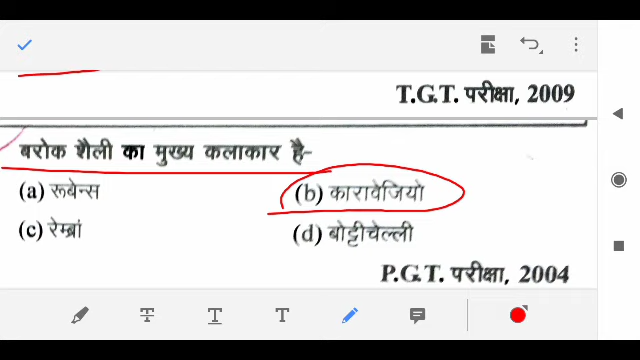 T.G.T. परीक्षा, 2009
बरोक शैली का मुख्य कलाकार है-
(a) रूबेन्स (b) कारावेजियो
(c) रेम्ब्रां (d) बोट्टीचेल्ली
P.G.T. परीक्षा, 2004
T T T